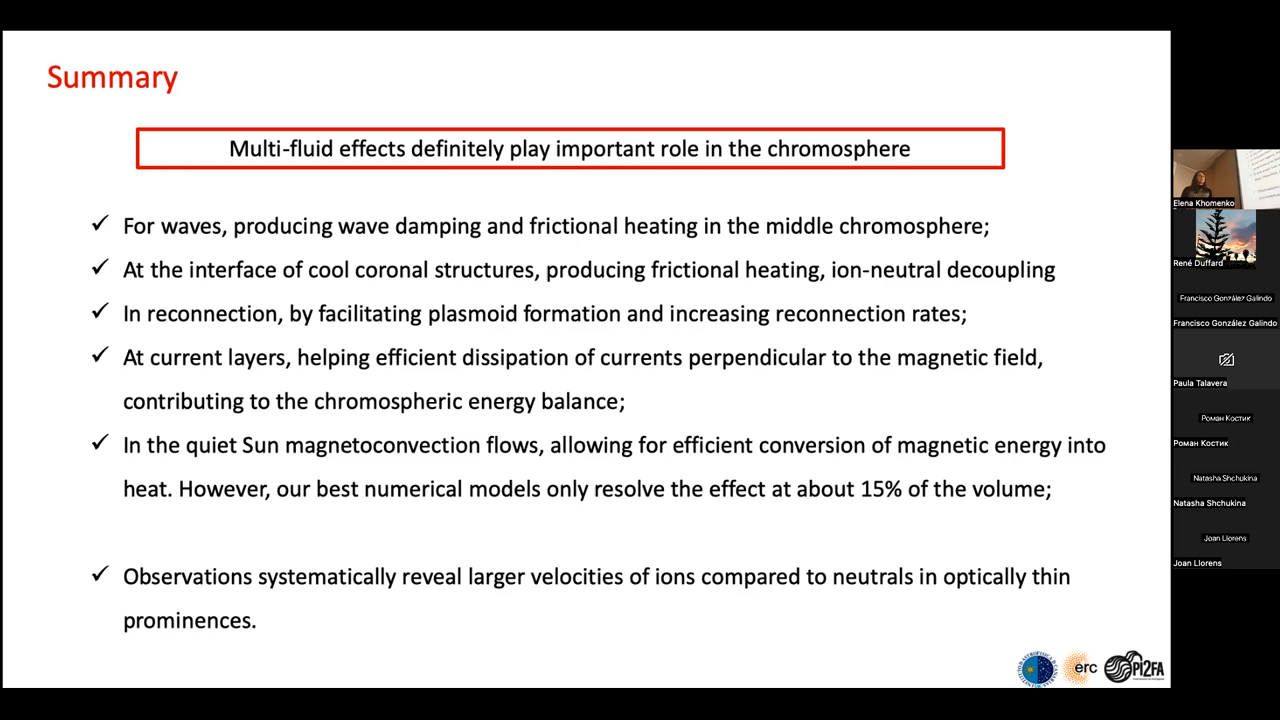 Summary
Multi-fluid effects definitely play important role in the chromosphere
✓ For waves, producing wave damping and frictional heating in the middle chromosphere;
✓ At the interface of cool coronal structures, producing frictional heating, ion-neutral decoupling
✓ In reconnection, by facilitating plasmoid formation and increasing reconnection rates;
✓ At current layers, helping efficient dissipation of currents perpendicular to the magnetic field,
contributing to the chromospheric energy balance;
✓ In the quiet Sun magnetoconvection flows, allowing for efficient conversion of magnetic energy into
heat. However, our best numerical models only resolve the effect at about 15% of the volume;
✓ Observations systematically reveal larger velocities of ions compared to neutrals in optically thin
prominences.
erc
PI2FA
Elena Khomenko
René Duffard
Francisco González Galindo
Francisco González Galindo
Paula Talavera
Роман Костик
Роман Костик
Natasha Shchukina
Natasha Shchukina
Joan Llorens
Joan Llorens